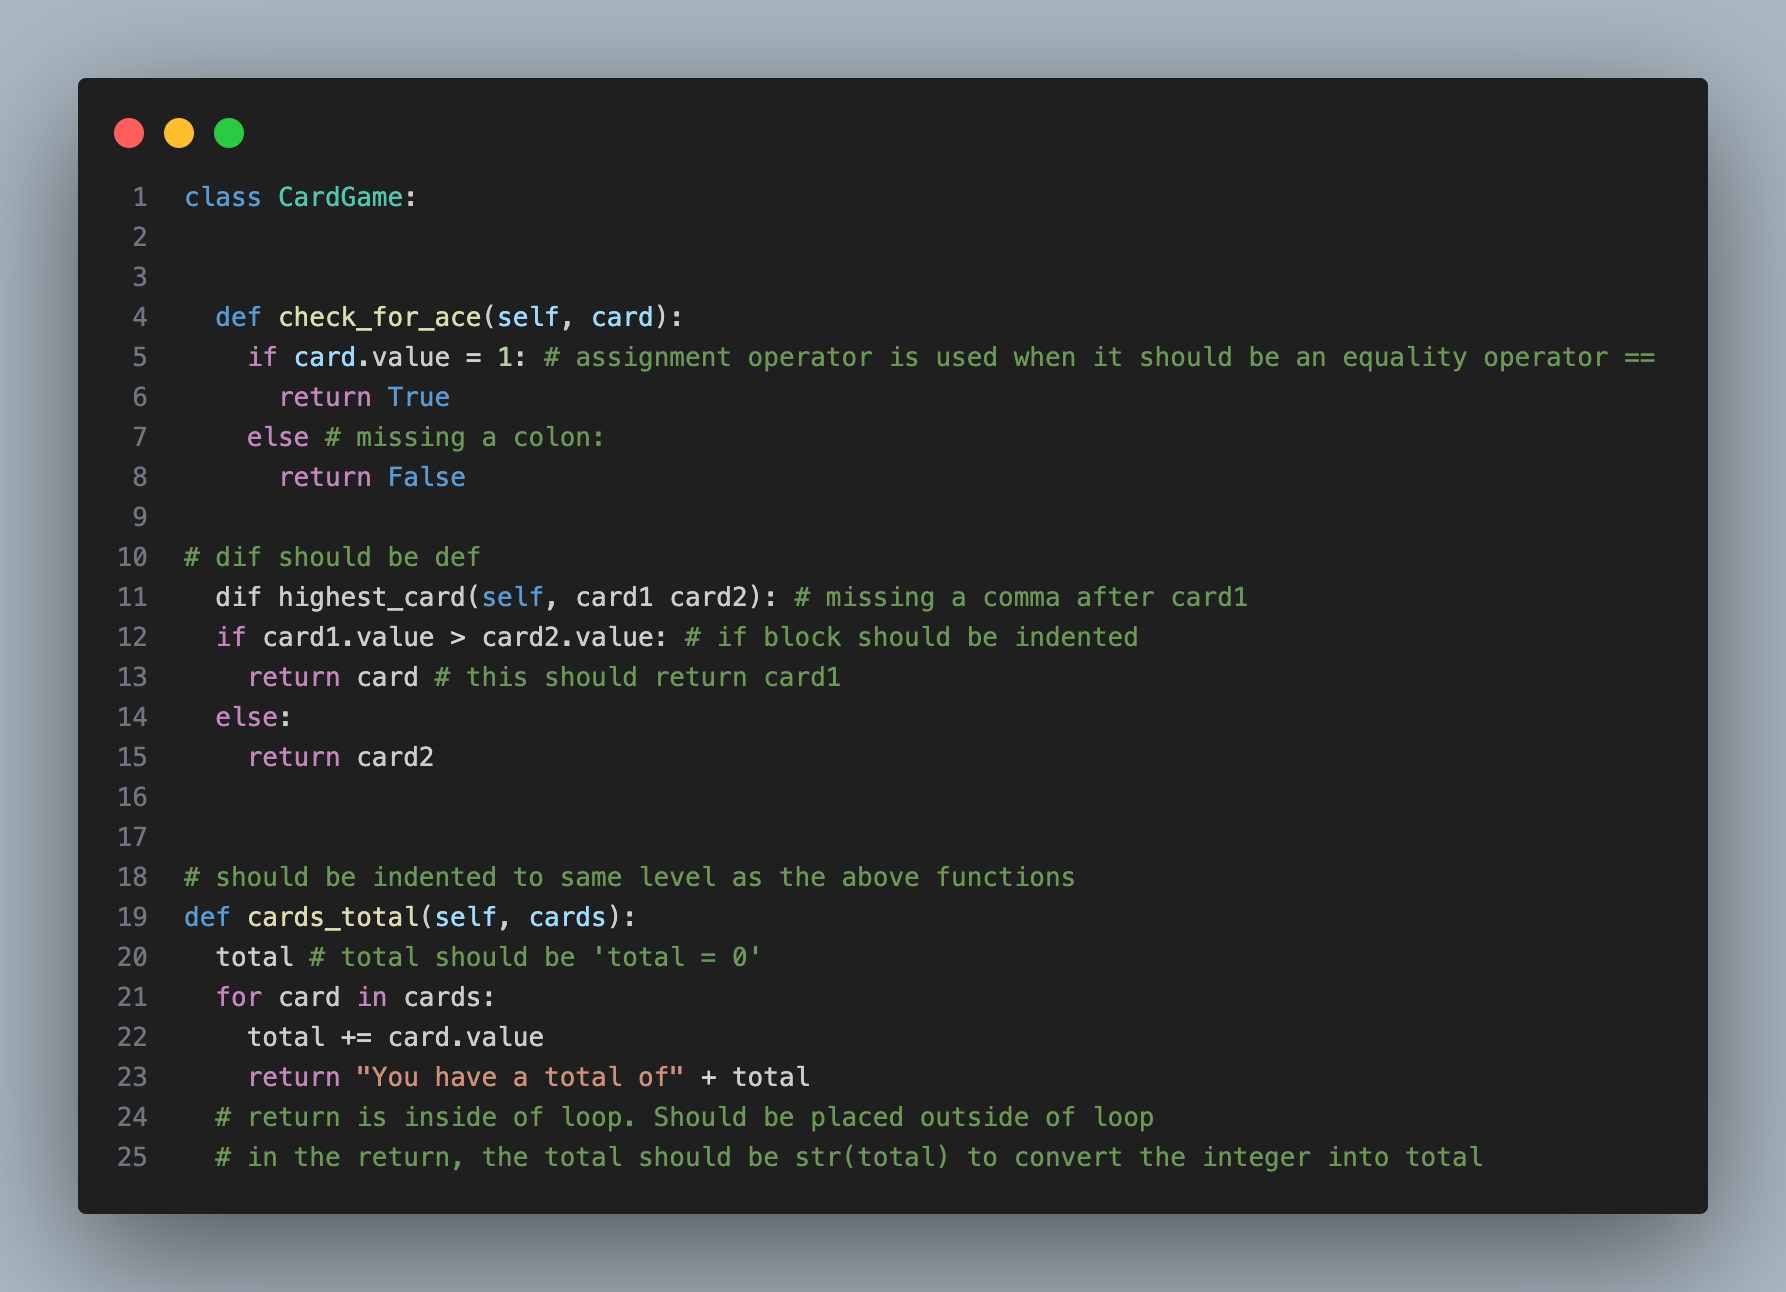 1 class CardGame:
2
3
4   def check_for_ace(self, card):
5     if card.value = 1: # assignment operator is used when it should be an equality operator ==
6       return True
7     else # missing a colon:
8       return False
9
10 # dif should be def
11   dif highest_card(self, card1 card2): # missing a comma after card1
12   if card1.value > card2.value: # if block should be indented
13     return card # this should return card1
14   else:
15     return card2
16
17
18 # should be indented to same level as the above functions
19 def cards_total(self, cards):
20   total # total should be 'total = 0'
21   for card in cards:
22     total += card.value
23     return "You have a total of" + total
24   # return is inside of loop. Should be placed outside of loop
25   # in the return, the total should be str(total) to convert the integer into total